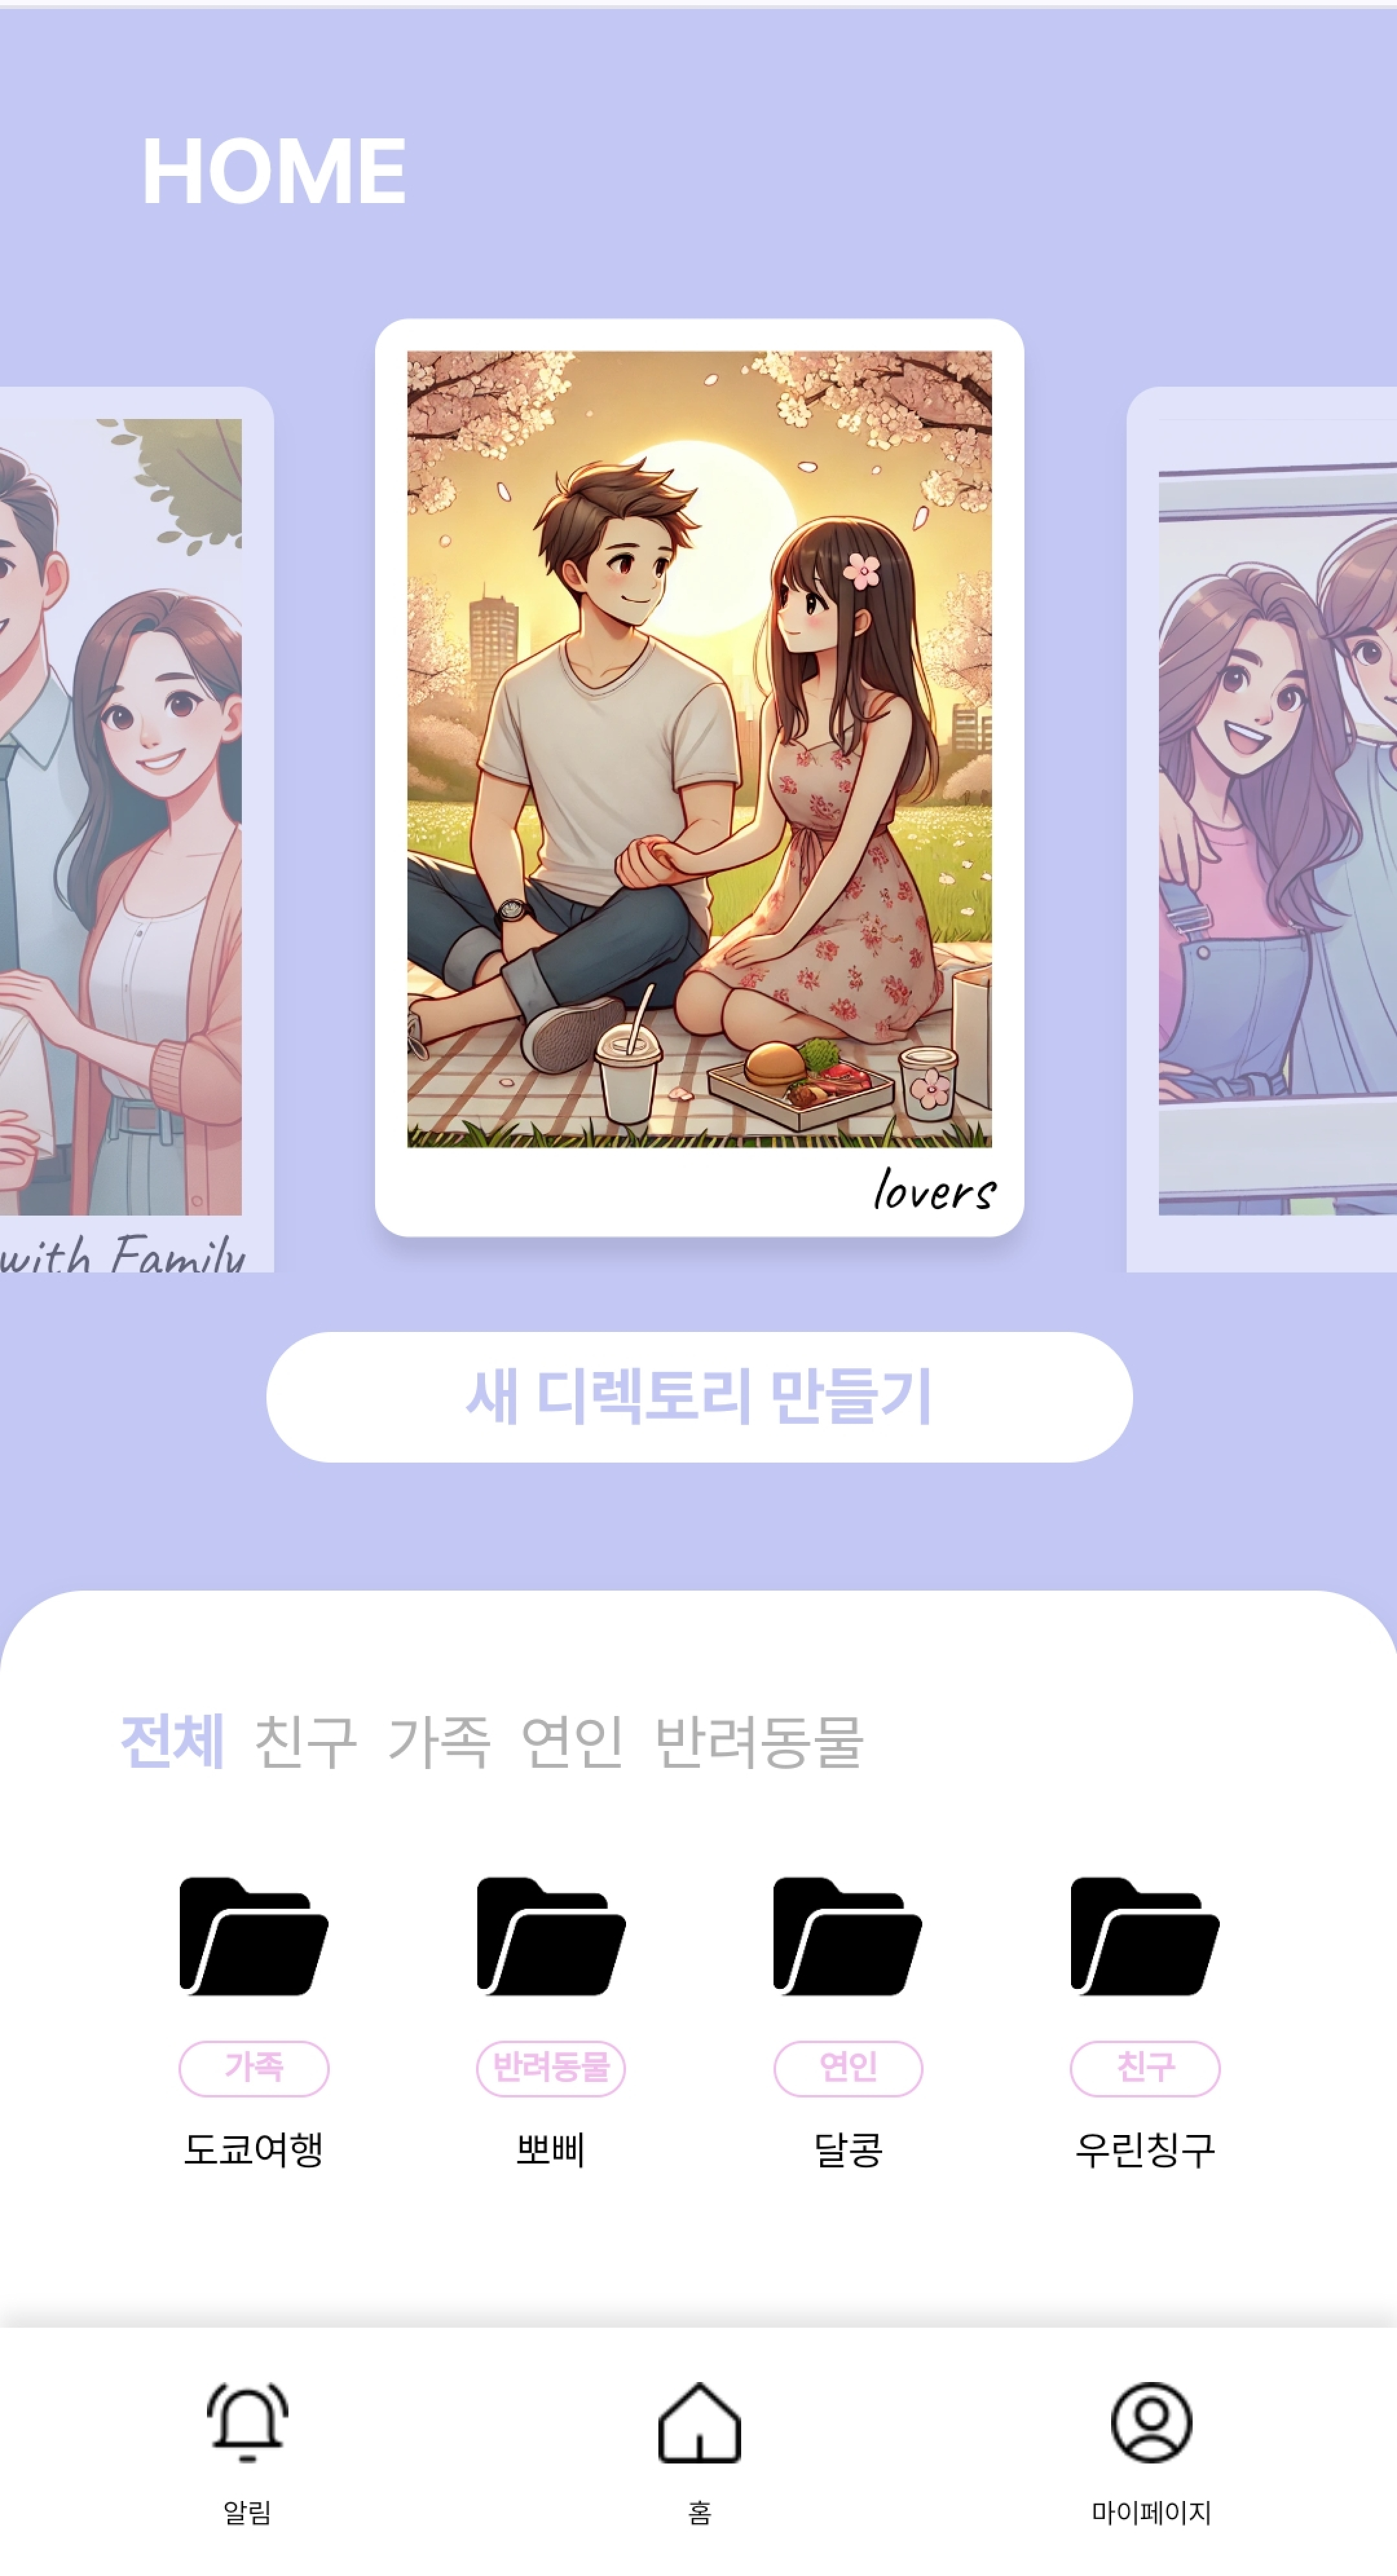 HOME
lovers
with Family
새 디렉토리 만들기
전체 친구 가족 연인 반려동물
가족 반려동물 연인 친구
도쿄여행 뽀삐 달콩 우린칭구
알림 홈 마이페이지